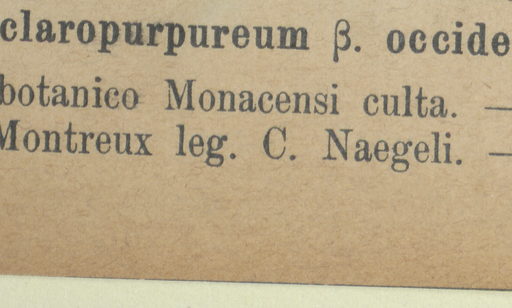 claropurpureum β. occide
botanico Monacensi culta. —
Montreux leg. C. Naegeli. —